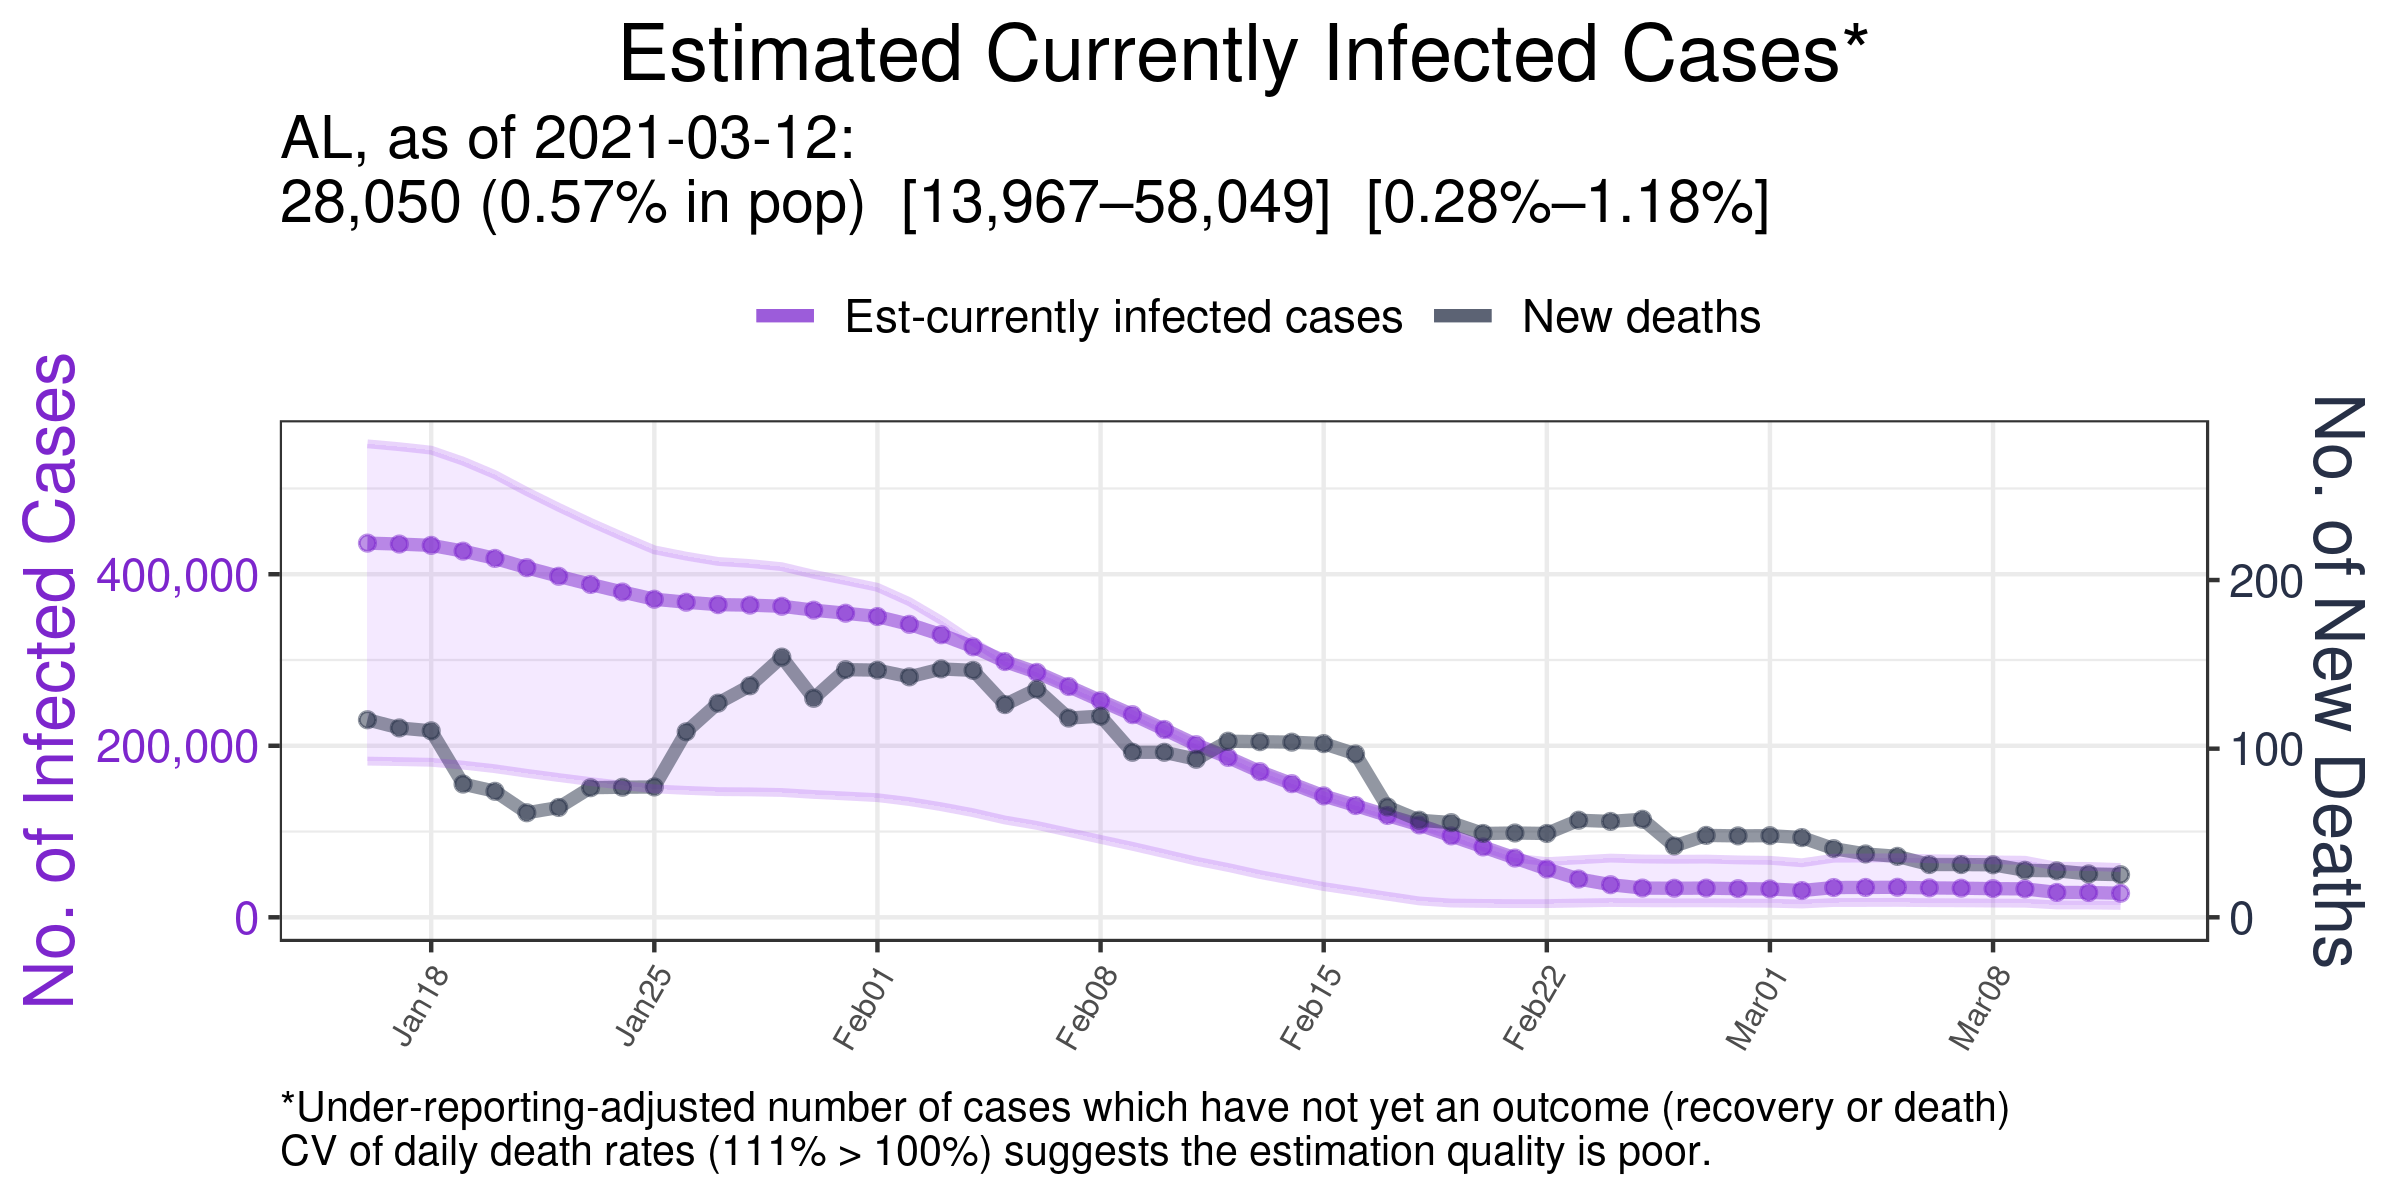 Estimated Currently Infected Cases*
AL, as of 2021-03-12:
28,050 (0.57% in pop)  [13,967–58,049]  [0.28%–1.18%]
Est-currently infected cases
New deaths
No. of Infected Cases
400,000
200,000
0
No. of New Deaths
200
100
0
Jan18
Jan25
Feb01
Feb08
Feb15
Feb22
Mar01
Mar08
*Under-reporting-adjusted number of cases which have not yet an outcome (recovery or death)
CV of daily death rates (111% > 100%) suggests the estimation quality is poor.